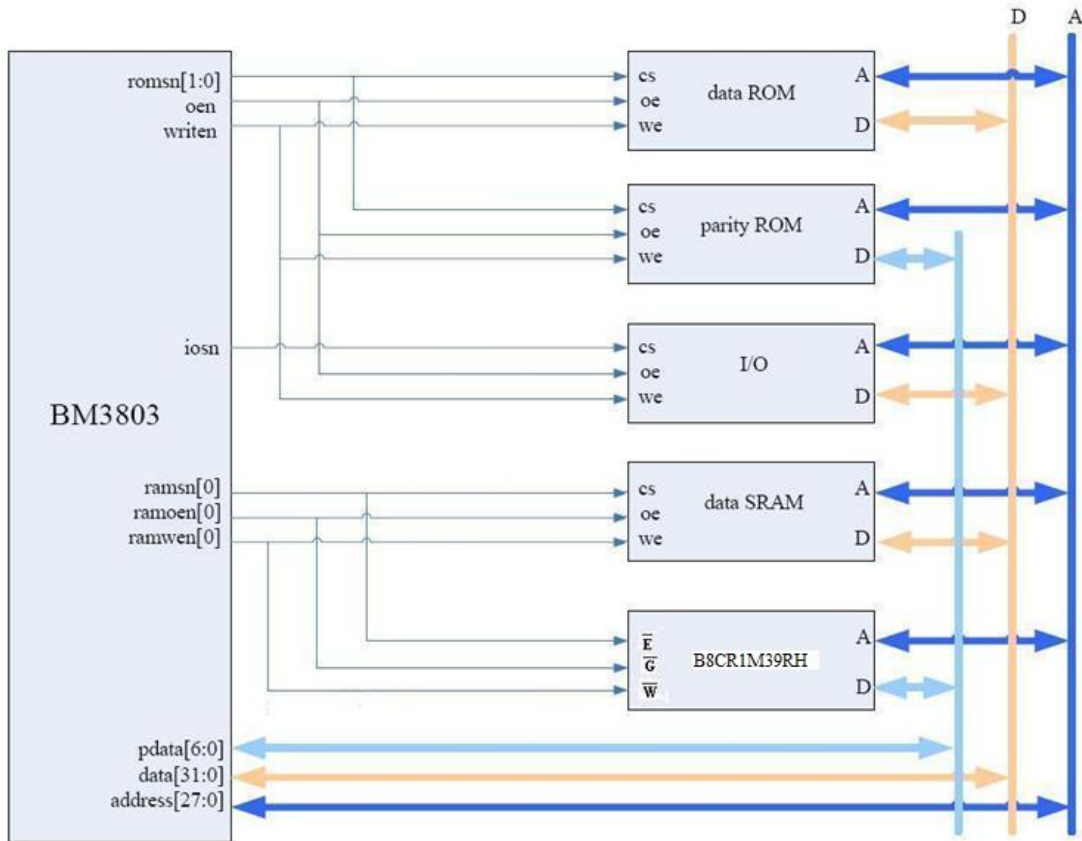 D A
romsn[1:0]
oen
writen
cs
oe
we
data ROM
A
D
cs
oe
we
parity ROM
A
D
iosn
cs
oe
we
I/O
A
D
BM3803
ramsn[0]
ramoen[0]
ramwen[0]
cs
oe
we
data SRAM
A
D
E̅
G̅
W̅
B8CR1M39RH
A
D
pdata[6:0]
data[31:0]
address[27:0]